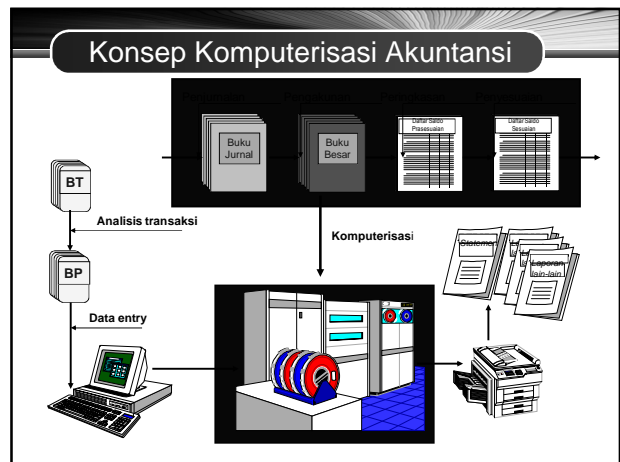 Konsep Komputerisasi Akuntansi
Buku
Jurnal
Buku
Besar
Daftar Saldo
Prasesuaian
Daftar Saldo
Sesuaian
BT
Analisis transaksi
BP
Data entry
Komputerisasi
Laporan
lain-lain